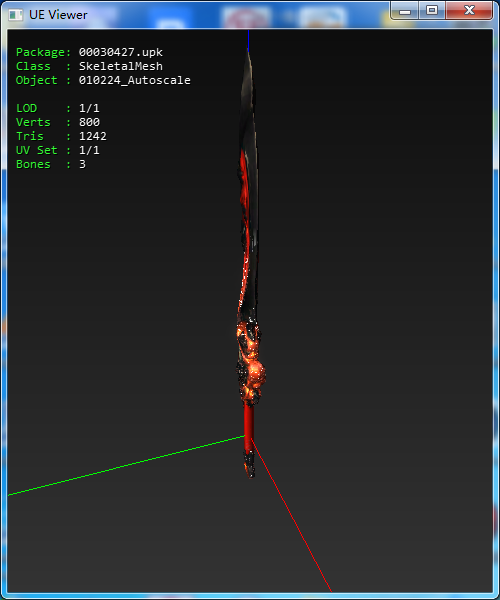 UE Viewer
Package: 00030427.upk
Class : SkeletalMesh
Object : 010224_Autoscale
LOD : 1/1
Verts : 800
Tris : 1242
UV Set : 1/1
Bones : 3